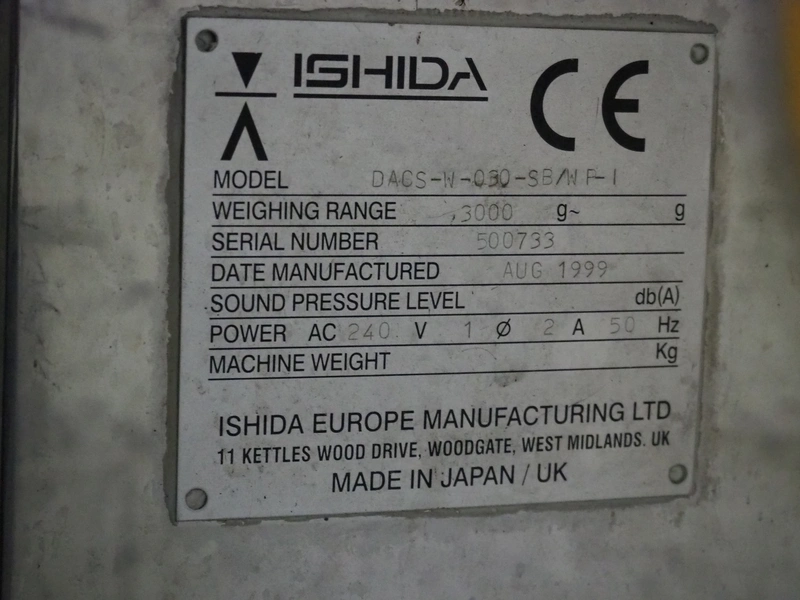 ISHIDA CE
MODEL DACS-W-030-SB/WF-I
WEIGHING RANGE 3000 g~ g
SERIAL NUMBER 500733
DATE MANUFACTURED AUG 1999
SOUND PRESSURE LEVEL db(A)
POWER AC 240 V 1 Ø 2 A 50 Hz
MACHINE WEIGHT Kg
ISHIDA EUROPE MANUFACTURING LTD
11 KETTLES WOOD DRIVE, WOODGATE, WEST MIDLANDS. UK
MADE IN JAPAN / UK